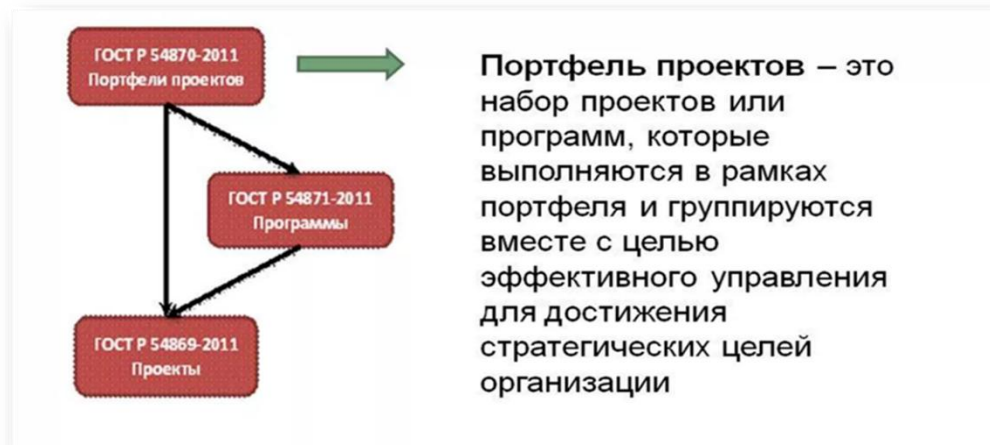 ГОСТ Р 54870-2011
Портфели проектов
ГОСТ Р 54871-2011
Программы
ГОСТ Р 54869-2011
Проекты
Портфель проектов – это
набор проектов или
программ, которые
выполняются в рамках
портфеля и группируются
вместе с целью
эффективного управления
для достижения
стратегических целей
организации